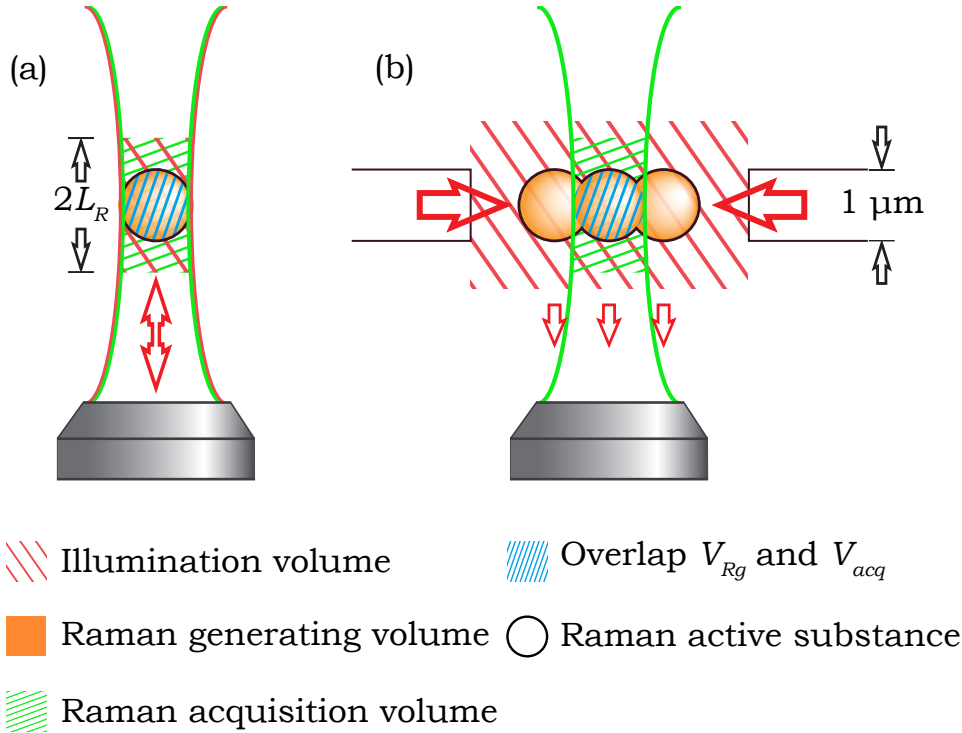 (a)
(b)
2L_R
1 μm
Illumination volume
Overlap V_Rg and V_acq
Raman generating volume
Raman active substance
Raman acquisition volume